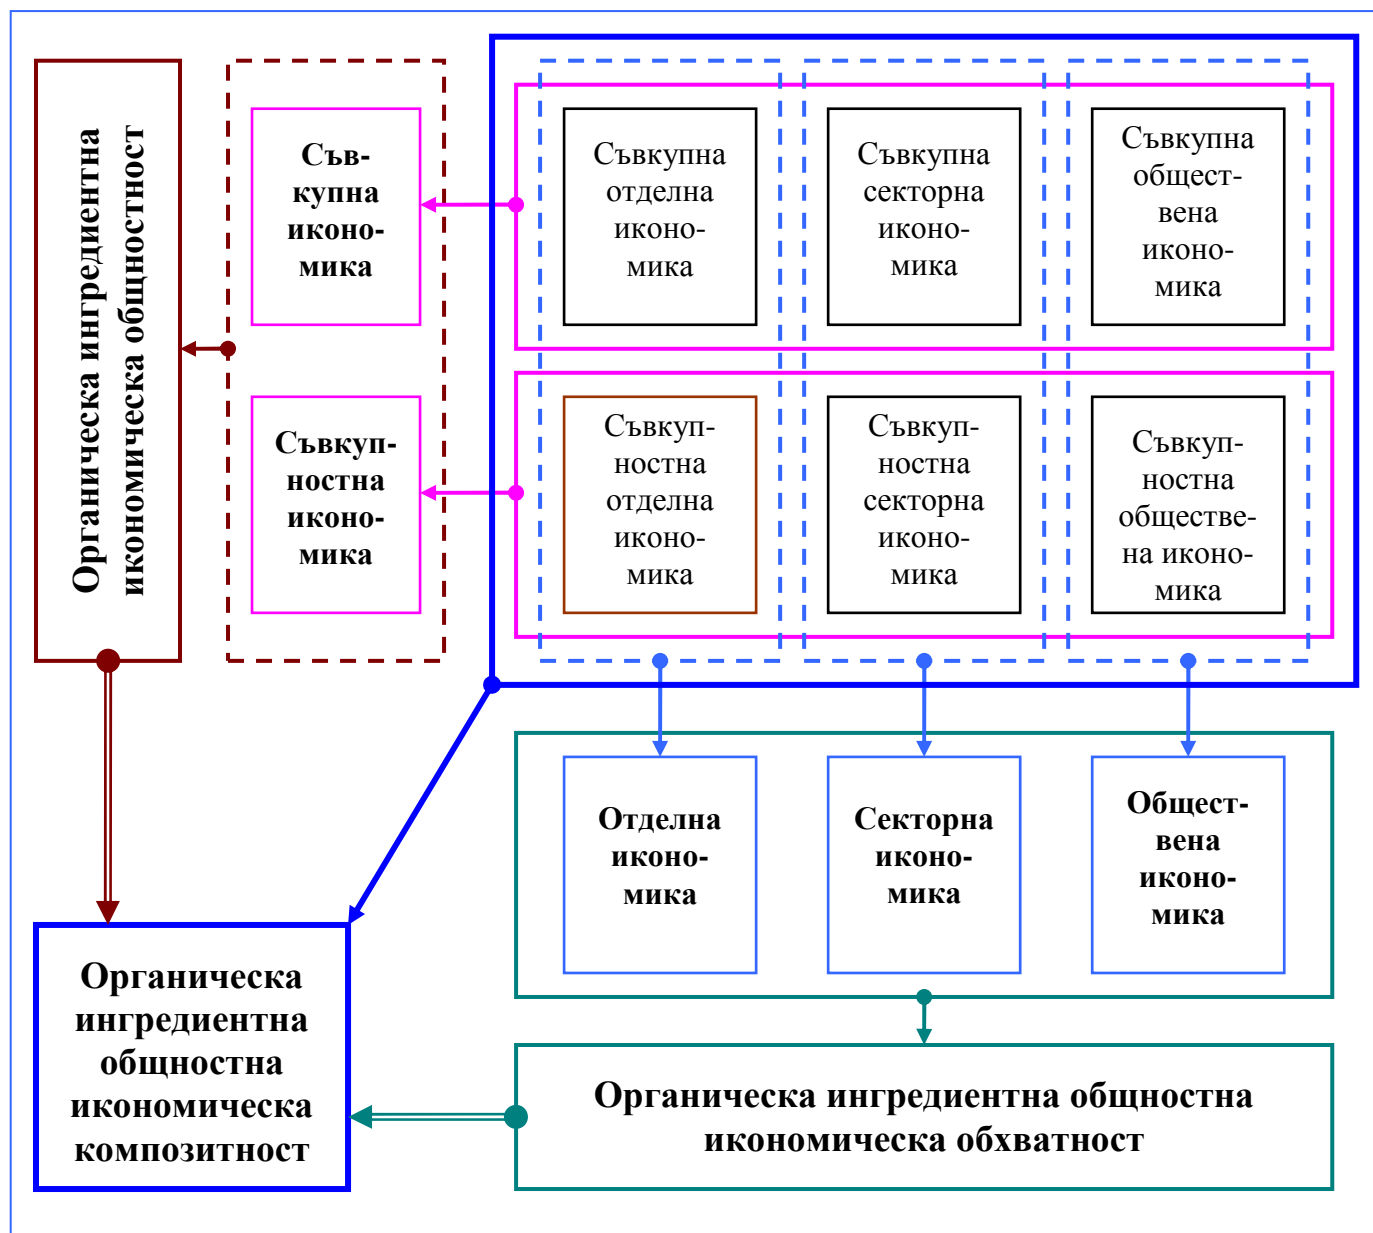 Органическа ингредиентна
икономическа общностност
Съв-
купна
иконо-
мика
Съвкупна
отделна
иконо-
мика
Съвкупна
секторна
иконо-
мика
Съвкупна
общест-
вена
иконо-
мика
Съвкуп-
ностна
иконо-
мика
Съвкуп-
ностна
отделна
иконо-
мика
Съвкуп-
ностна
секторна
иконо-
мика
Съвкуп-
ностна
обществе-
на иконо-
мика
Отделна
иконо-
мика
Секторна
иконо-
мика
Общест-
вена
иконо-
мика
Органическа
ингредиентна
общностна
икономическа
композитност
Органическа ингредиентна общностна
икономическа обхватност